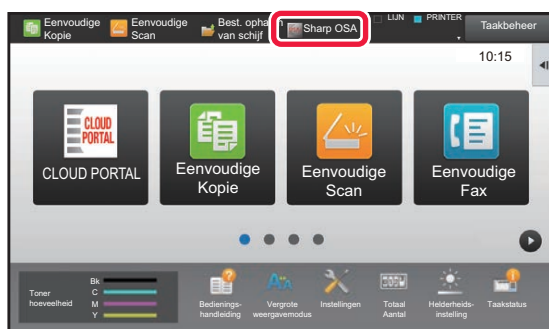 Eenvoudige
Kopie
Eenvoudige
Scan
Best. opha
van schijf
Sharp OSA
LIJN
PRINTER
Taakbeheer
10:15
CLOUD
PORTAL
CLOUD PORTAL
Eenvoudige
Kopie
Eenvoudige
Scan
Eenvoudige
Fax
Toner
hoeveelheid
Bk
C
M
Y
Bedienings-
handleiding
Vergrote
weergavemodus
Instellingen
Totaal
Aantal
Helderheids-
instelling
Taakstatus